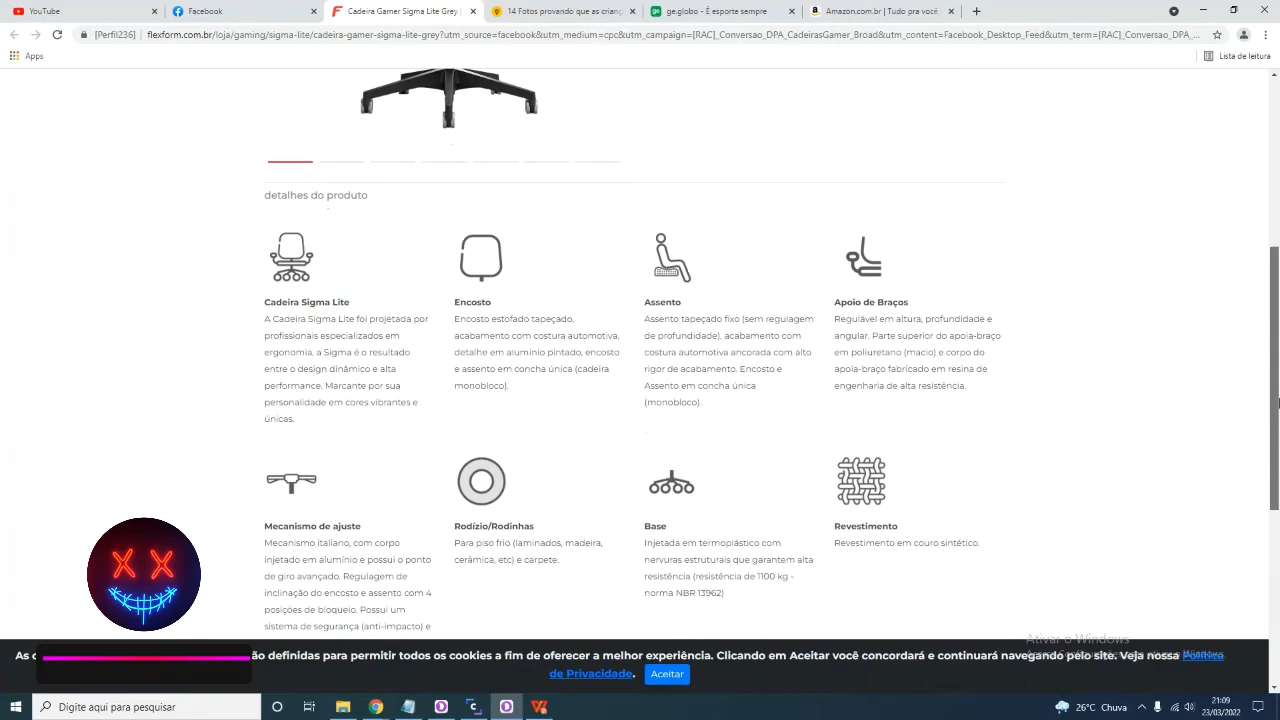 YouTube
Facebook
Cadeira Gamer Sigma Lite Grey
14 Fotos provando que as crianç
ge.globo - É esporte sempre
Amazon.com.br | Tudo pra você
[Perfil236] flexform.com.br/loja/gaming/sigma-lite/cadeira-gamer-sigma-lite-grey?utm_source=facebook&utm_medium=cpc&utm_campaign=[RAC]_Conversao_DPA_CadeirasGamer_Broad&utm_content=Facebook_Desktop_Feed&utm_term=[RAC]_Conversao_DPA_...
Apps
Lista de leitura
detalhes do produto
Cadeira Sigma Lite
A Cadeira Sigma Lite foi projetada por
profissionais especializados em
ergonomia, a Sigma é o resultado
entre o design dinâmico e alta
performance. Marcante por sua
personalidade em cores vibrantes e
únicas.
Encosto
Encosto estofado tapeçado,
acabamento com costura automotiva,
detalhe em alumínio pintado, encosto
e assento em concha única (cadeira
monobloco).
Assento
Assento tapeçado fixo (sem regulagem
de profundidade), acabamento com
costura automotiva ancorada com alto
rigor de acabamento. Encosto e
Assento em concha única
(monobloco).
Apoio de Braços
Regulável em altura, profundidade e
angular. Parte superior do apoia-braço
em poliuretano (macio) e corpo do
apoia-braço fabricado em resina de
engenharia de alta resistência.
Mecanismo de ajuste
Mecanismo italiano, com corpo
injetado em alumínio e possui o ponto
de giro avançado. Regulagem de
inclinação do encosto e assento com 4
posições de bloqueio. Possui um
sistema de segurança (anti-impacto) e
Rodízio/Rodinhas
Para piso frio (laminados, madeira,
cerâmica, etc) e carpete.
Base
Injetada em termoplástico com
nervuras estruturais que garantem alta
resistência (resistência de 1100 kg -
norma NBR 13962)
Revestimento
Revestimento em couro sintético.
Ativar o Windows
As ão definidas para permitir todos os cookies a fim de oferecer a melhor experiência. Clicando em Aceitar você concorda e continuará navegando pelo site. Veja nossa Política
de Privacidade.
Aceitar
Digite aqui para pesquisar
26°C Chuva
21:09
23/03/2022